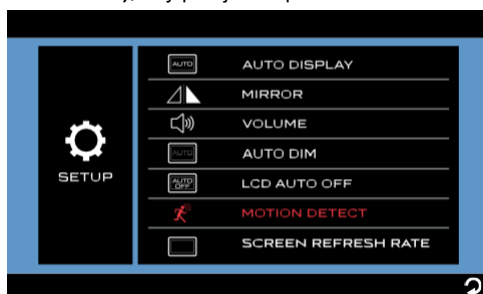 AUTO
AUTO DISPLAY
MIRROR
VOLUME
AUTO
AUTO DIM
SETUP
AUTO
OFF
LCD AUTO OFF
MOTION DETECT
SCREEN REFRESH RATE